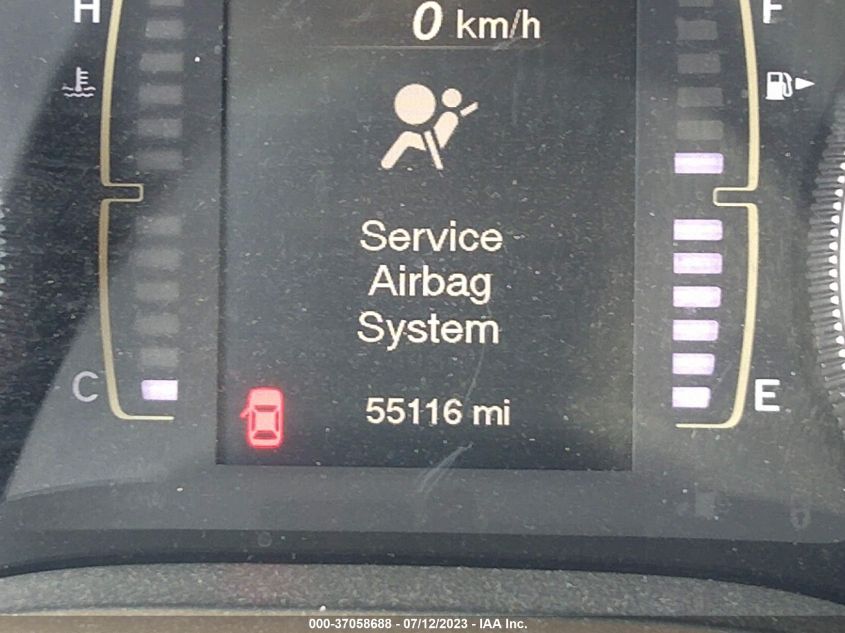 H
0 km/h
F
Service
Airbag
System
C
55116 mi
E
000-37058688 - 07/12/2023 - IAA Inc.